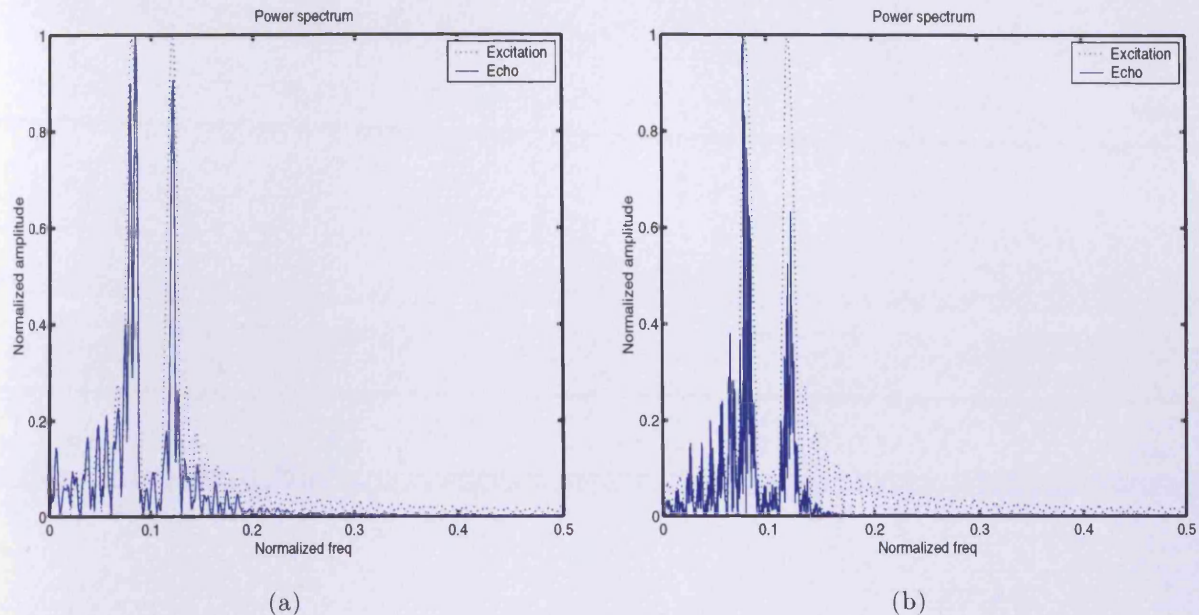 Power spectrum
Excitation
Echo
Normalized amplitude
1
0.8
0.6
0.4
0.2
0
0 0.1 0.2 0.3 0.4 0.5
Normalized freq
(a)
Power spectrum
Excitation
Echo
Normalized amplitude
1
0.8
0.6
0.4
0.2
0
0 0.1 0.2 0.3 0.4 0.5
Normalized freq
(b)